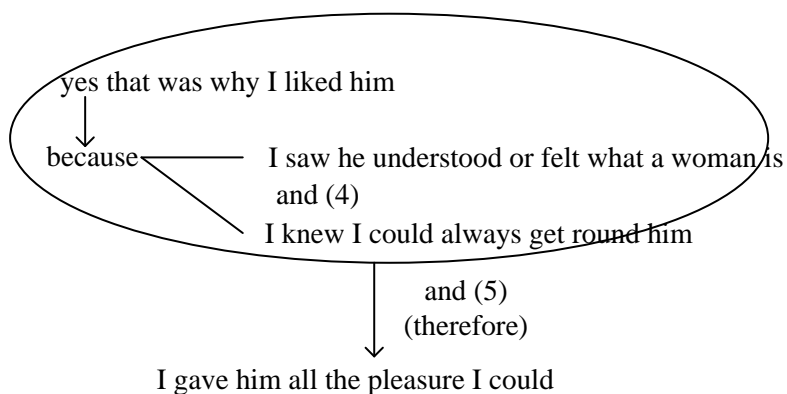 yes that was why I liked him
because I saw he understood or felt what a woman is
and (4)
I knew I could always get round him
and (5)
(therefore)
I gave him all the pleasure I could